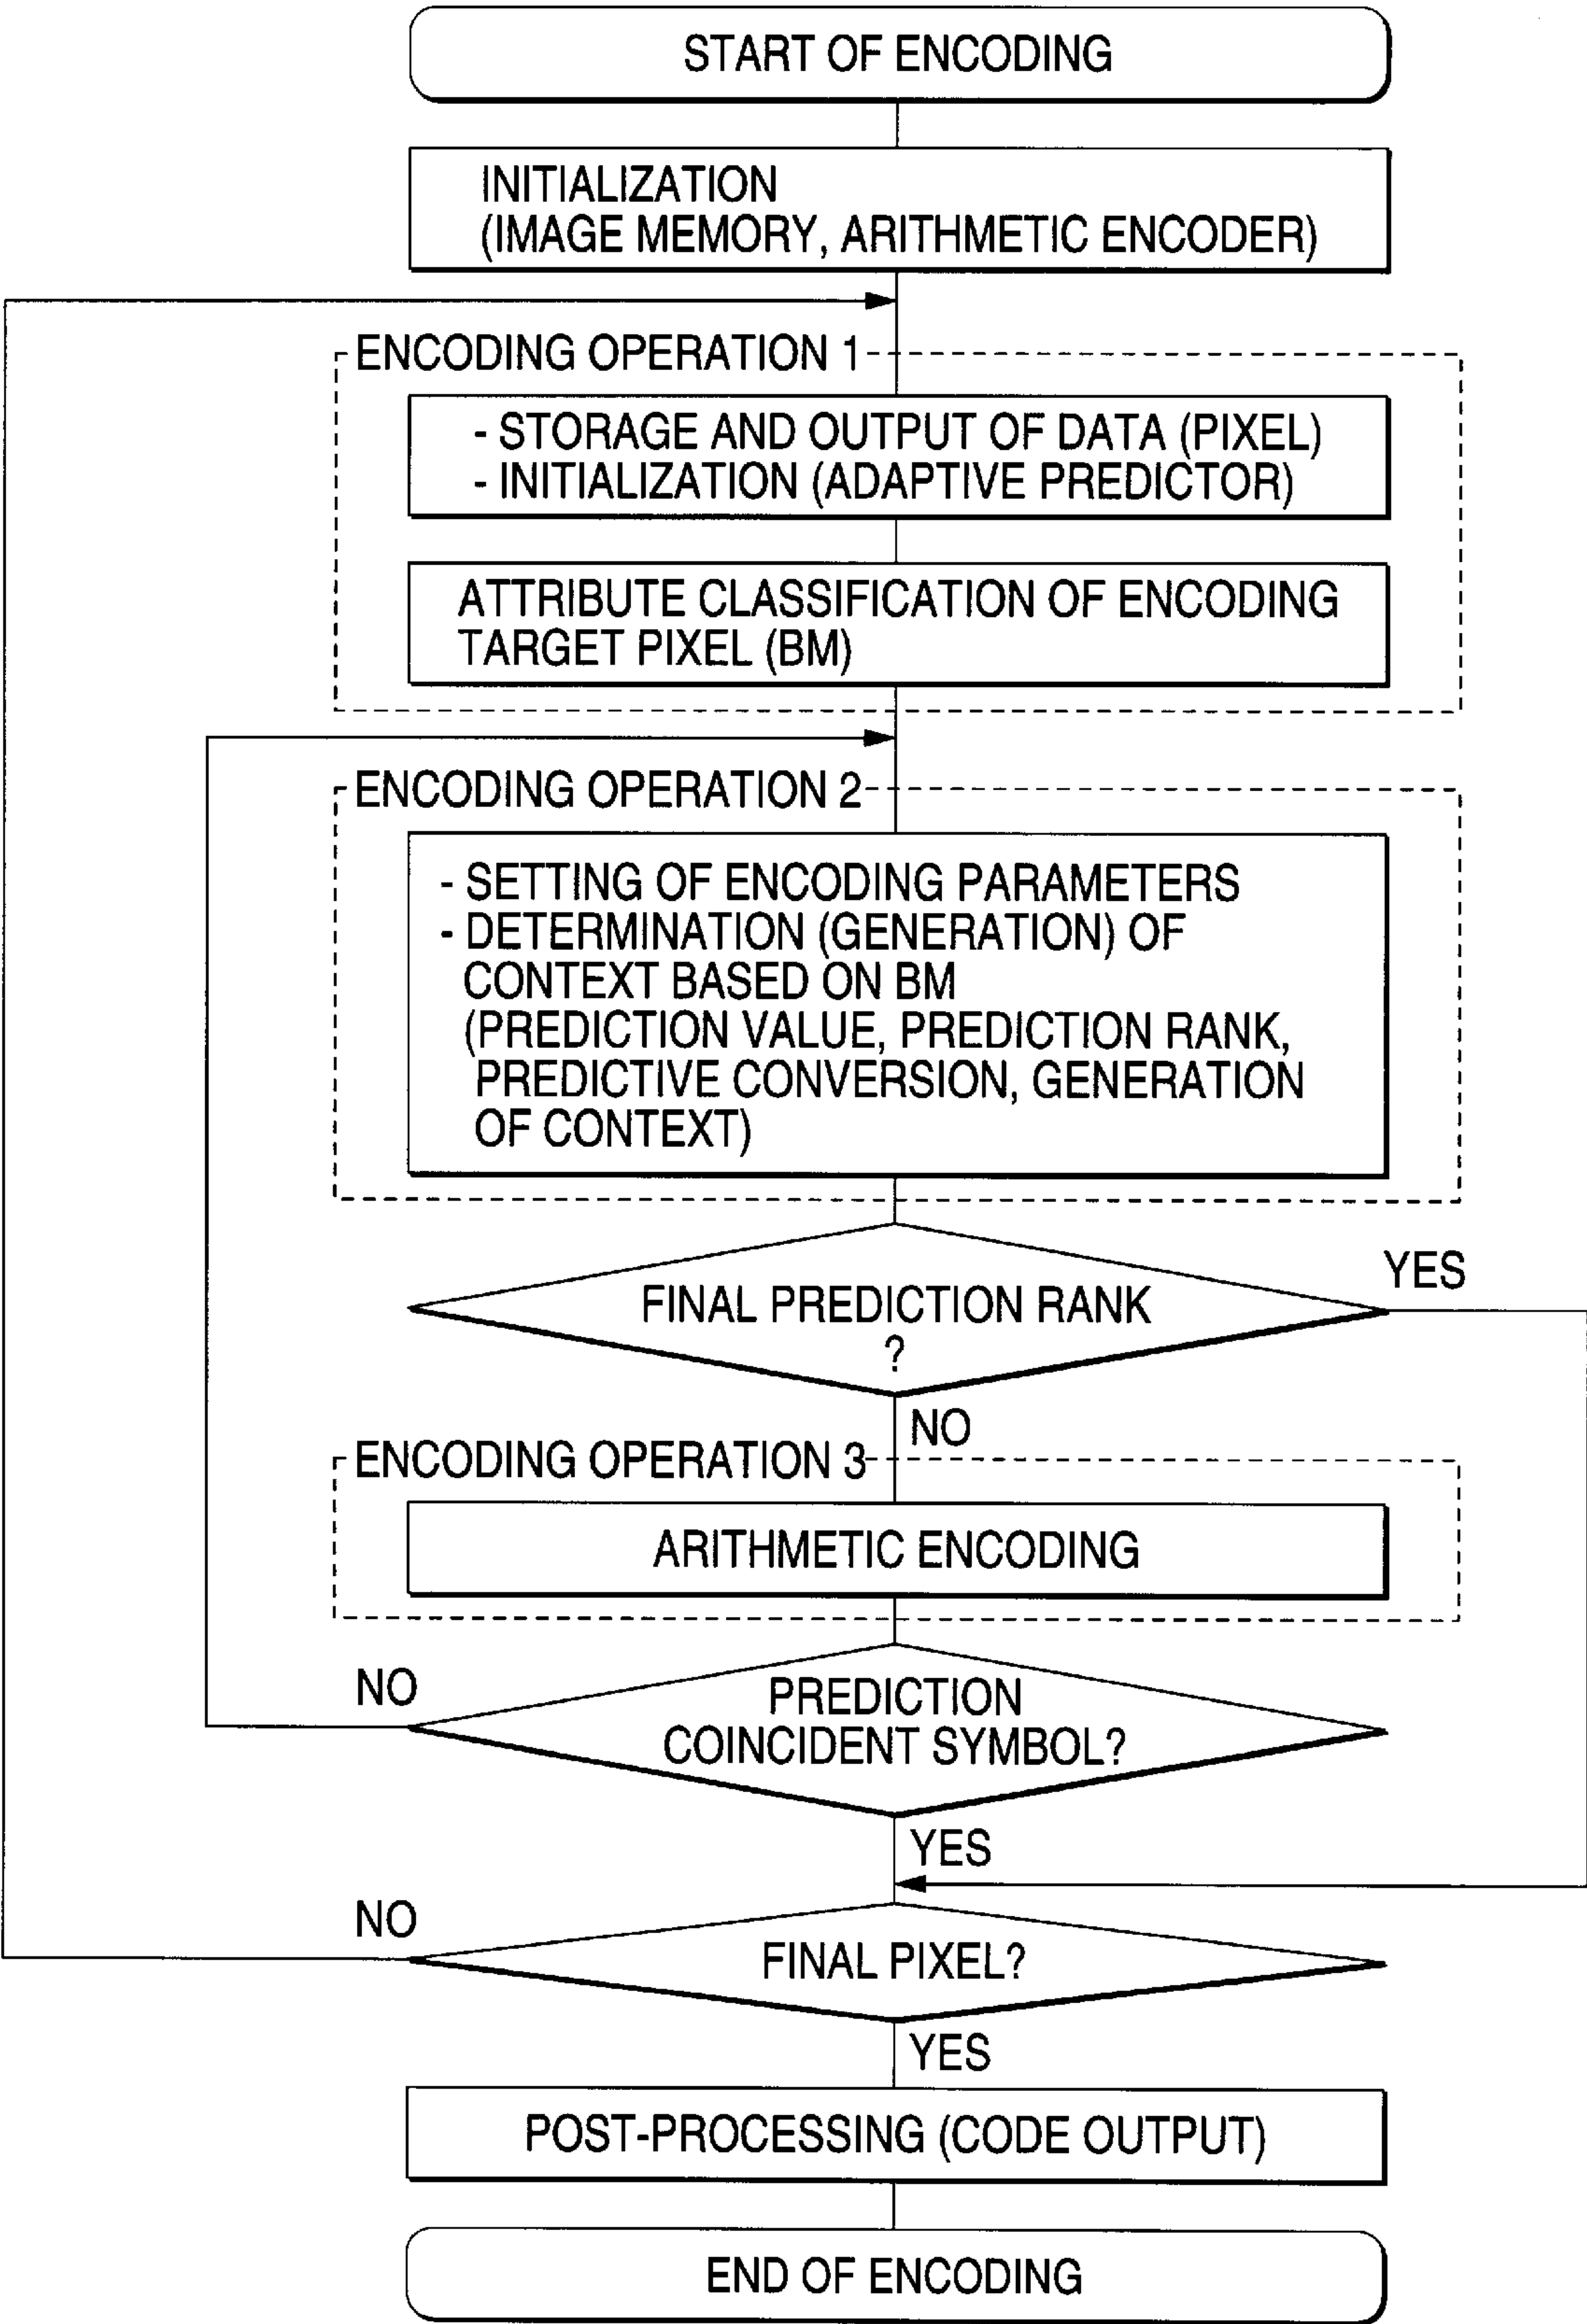 START OF ENCODING
INITIALIZATION
(IMAGE MEMORY, ARITHMETIC ENCODER)
ENCODING OPERATION 1
- STORAGE AND OUTPUT OF DATA (PIXEL)
- INITIALIZATION (ADAPTIVE PREDICTOR)
ATTRIBUTE CLASSIFICATION OF ENCODING
TARGET PIXEL (BM)
ENCODING OPERATION 2
- SETTING OF ENCODING PARAMETERS
- DETERMINATION (GENERATION) OF
CONTEXT BASED ON BM
(PREDICTION VALUE, PREDICTION RANK,
PREDICTIVE CONVERSION, GENERATION
OF CONTEXT)
YES
FINAL PREDICTION RANK
?
NO
ENCODING OPERATION 3
ARITHMETIC ENCODING
NO
PREDICTION
COINCIDENT SYMBOL?
YES
NO
FINAL PIXEL?
YES
POST-PROCESSING (CODE OUTPUT)
END OF ENCODING